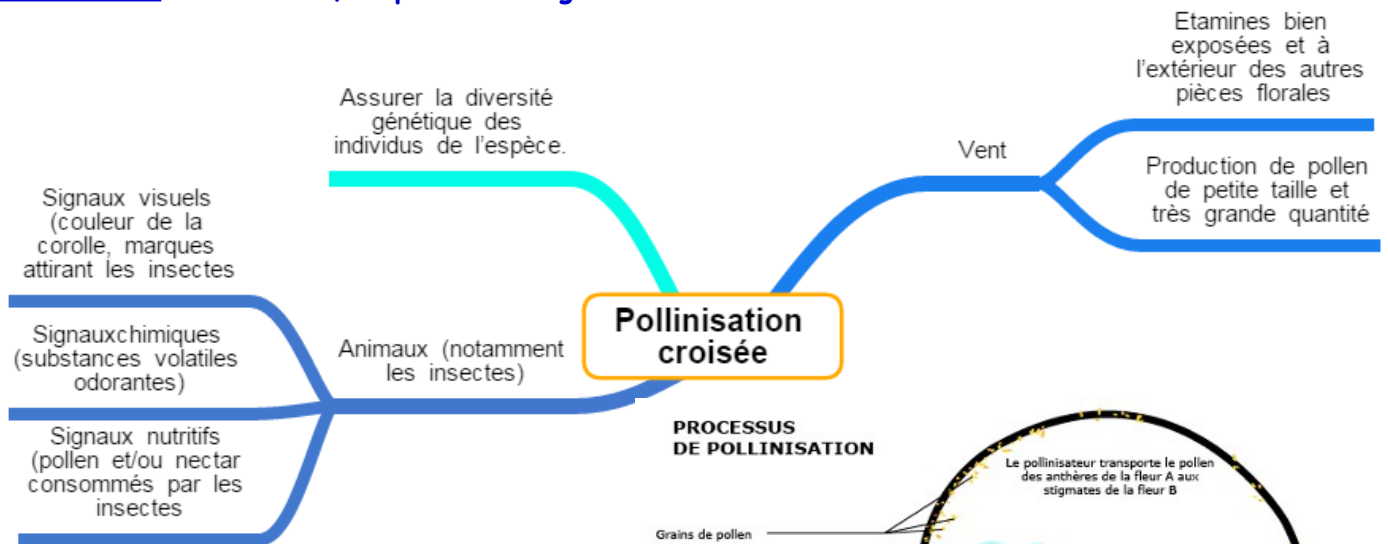 Etamines bien
exposées et à
l'extérieur des autres
pièces florales
Assurer la diversité
génétique des
individus de l'espèce.
Vent
Production de pollen
de petite taille et
très grande quantité
Signaux visuels
(couleur de la
corolle, marques
attirant les insectes
Pollinisation
croisée
Signauxchimiques
(substances volatiles
odorantes)
Animaux (notamment
les insectes)
Signaux nutritifs
(pollen et/ou nectar
consommés par les
insectes
PROCESSUS
DE POLLINISATION
Le pollinisateur transporte le pollen
des anthères de la fleur A aux
stigmates de la fleur B
Grains de pollen